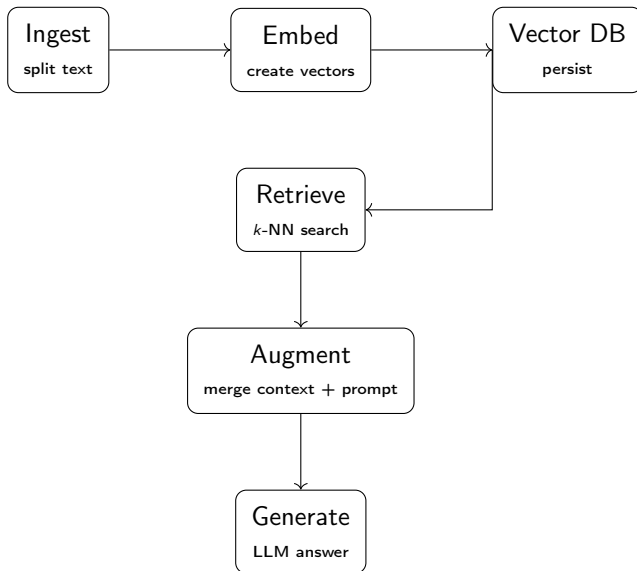 Ingest
split text
Embed
create vectors
Vector DB
persist
Retrieve
k-NN search
Augment
merge context + prompt
Generate
LLM answer